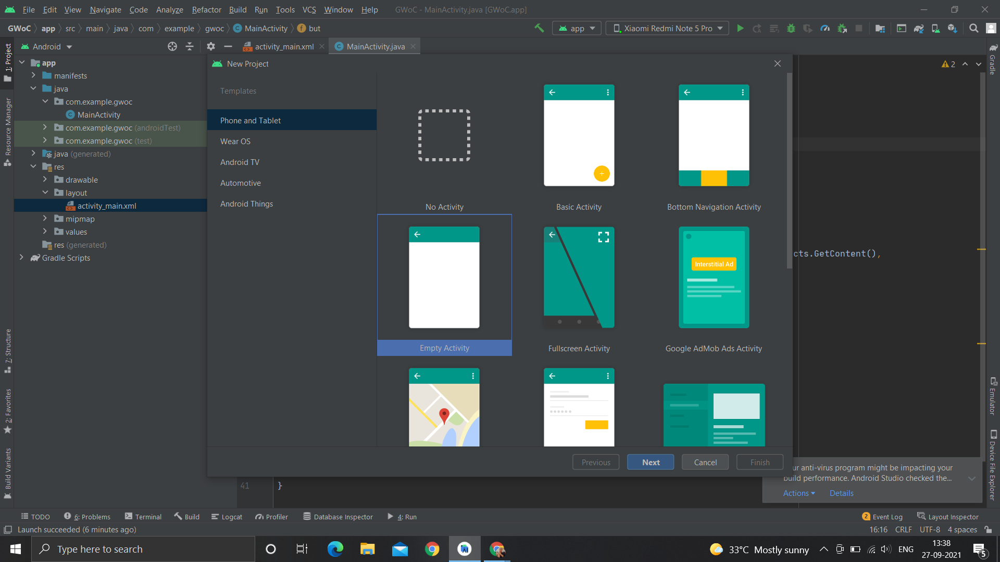 File Edit View Navigate Code Analyze Refactor Build Run Tools VCS Window Help GWoC - MainActivity.java [GWoC.app]
GWoC app src main java com example gwoc MainActivity but app Xiaomi Redmi Note 5 Pro
Android activity_main.xml MainActivity.java
1: Project
Resource Manager
7: Structure
2: Favorites
Build Variants
app
manifests
java
com.example.gwoc
MainActivity
com.example.gwoc (androidTest)
com.example.gwoc (test)
java (generated)
res
drawable
layout
activity_main.xml
mipmap
values
res (generated)
Gradle Scripts
New Project
Templates
Phone and Tablet
Wear OS
Android TV
Automotive
Android Things
No Activity
Basic Activity
Bottom Navigation Activity
Interstitial Ad
Empty Activity
Fullscreen Activity
Google AdMob Ads Activity
Previous Next Cancel Finish
2
cts.GetContent(),
41 }
Gradle
Emulator
Device File Explorer
ur anti-virus program might be impacting your
build performance. Android Studio checked the...
Actions Details
TODO 6: Problems Terminal Build Logcat Profiler Database Inspector 4: Run 2 Event Log Layout Inspector
Launch succeeded (6 minutes ago) 16:16 CRLF UTF-8 4 spaces
Type here to search 33°C Mostly sunny ENG 13:38
27-09-2021
5